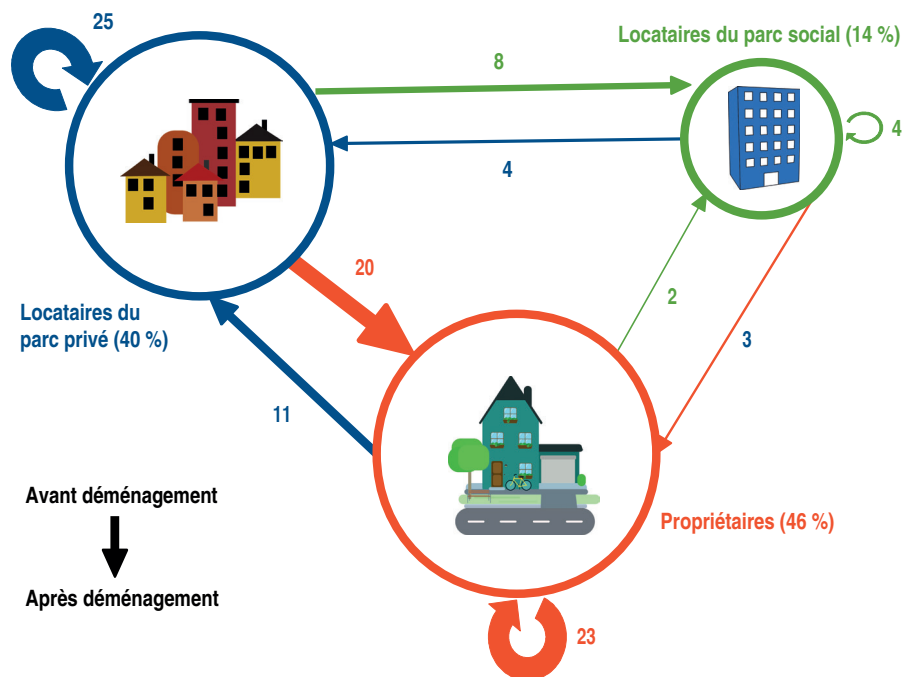 25
Locataires du parc social (14 %)
8
4
4
20
2
Locataires du
parc privé (40 %)
3
11
Avant déménagement
Propriétaires (46 %)
Après déménagement
23